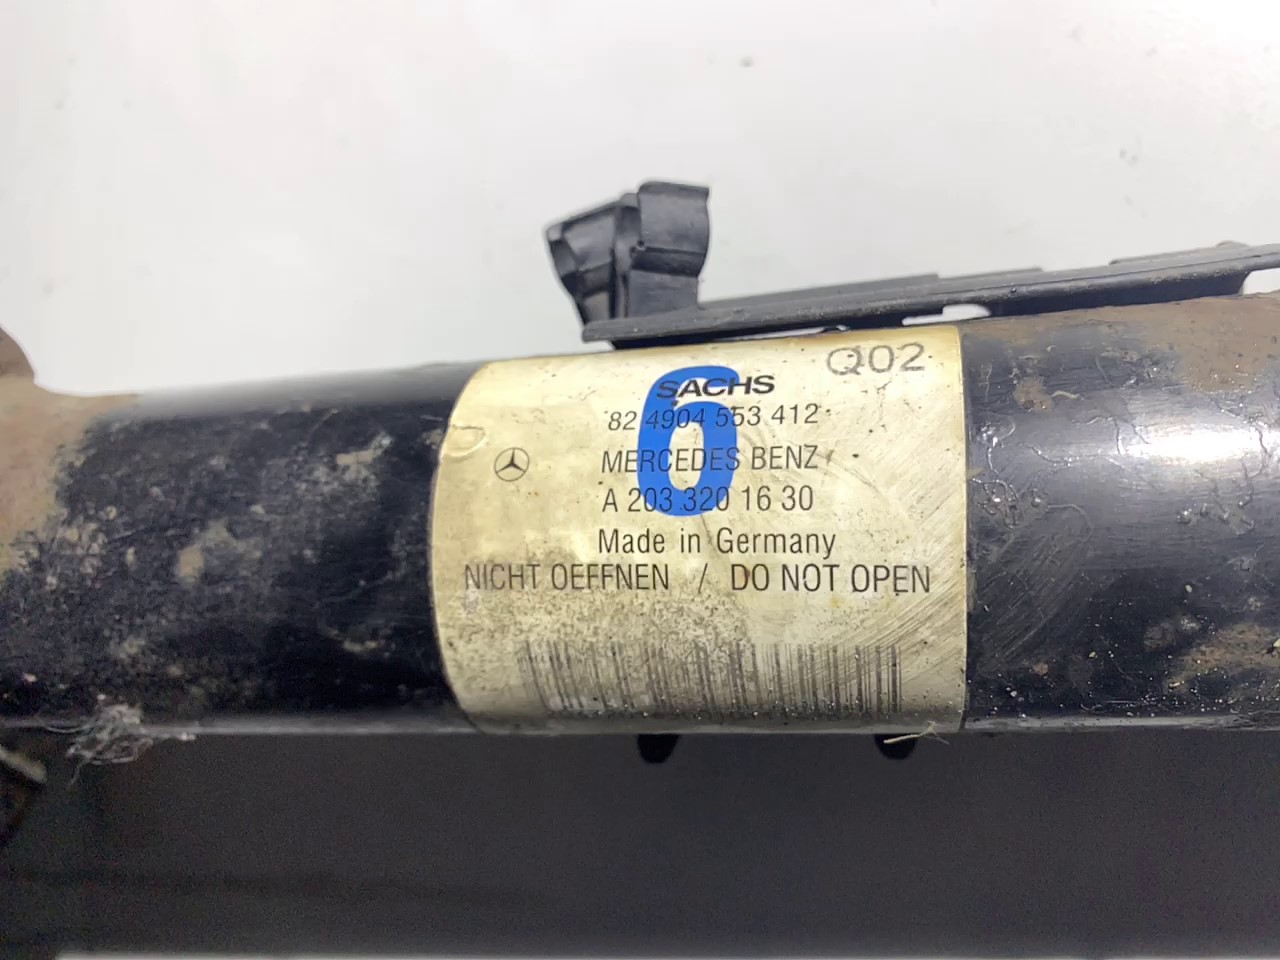 Q02
SACHS
6
82 4904 553 412
MERCEDES BENZ
A 203 320 16 30
Made in Germany
NICHT OEFFNEN / DO NOT OPEN